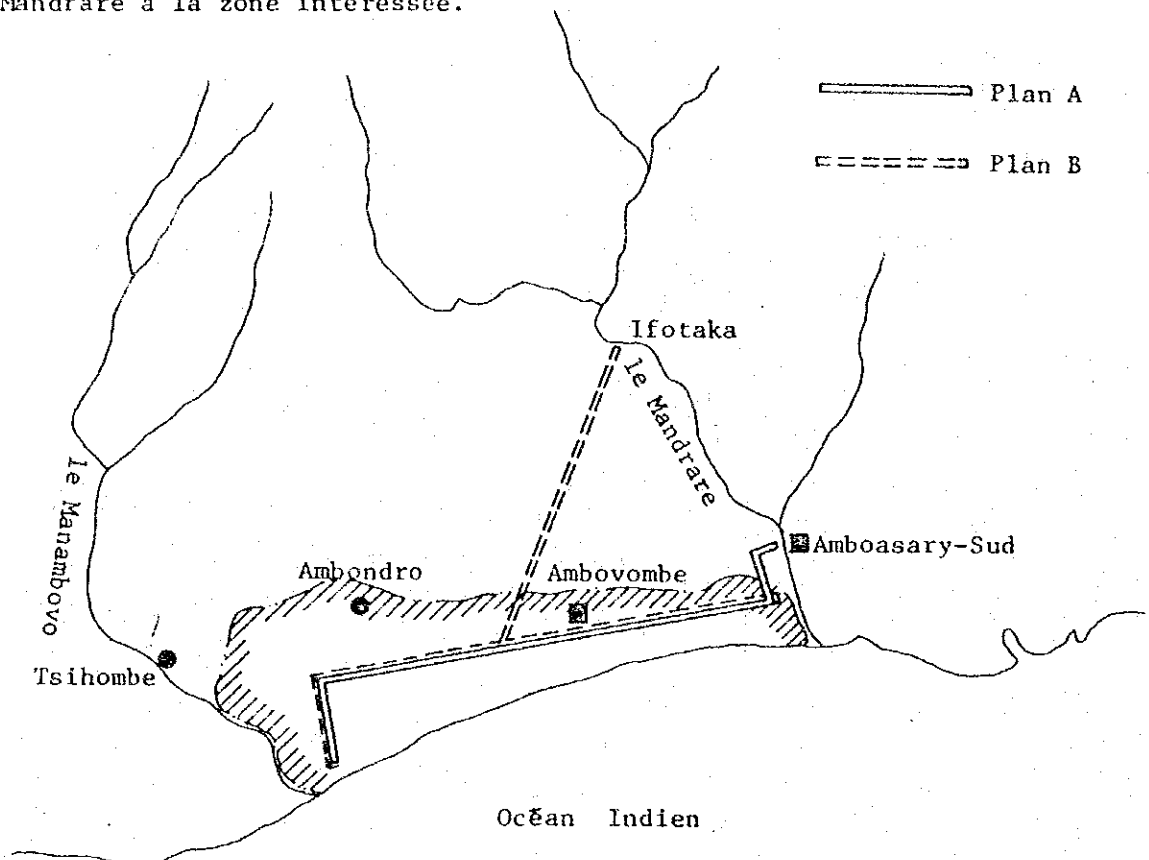 Mandrare à la zone intéressée.
Plan A
Plan B
Ifotaka
le Mandrare
le Manambovo
Amboasary-Sud
Ambondro
Ambovombe
Tsihombe
Océan Indien